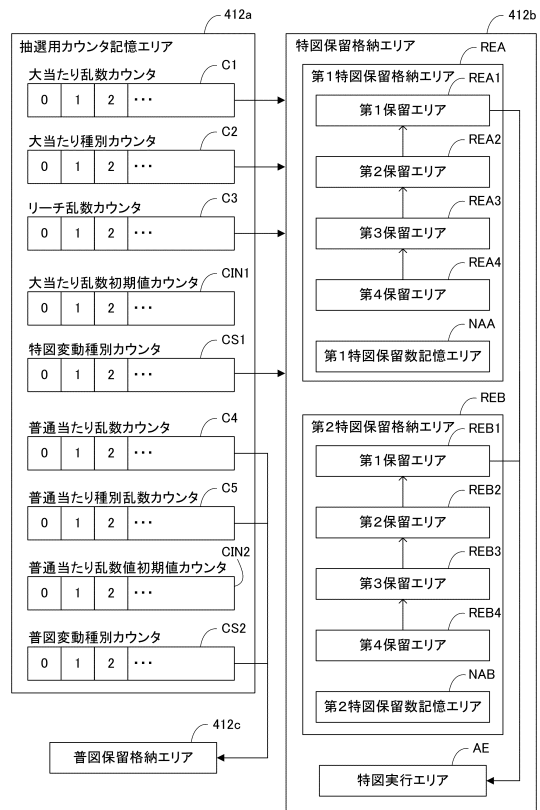 412a
抽選用カウンタ記憶エリア
大当たり乱数カウンタ
C1
0 1 2 ･･･
大当たり種別カウンタ
C2
0 1 2 ･･･
リーチ乱数カウンタ
C3
0 1 2 ･･･
大当たり乱数初期値カウンタ
CIN1
0 1 2 ･･･
特図変動種別カウンタ
CS1
0 1 2 ･･･
普通当たり乱数カウンタ
C4
0 1 2 ･･･
普通当たり種別乱数カウンタ
C5
0 1 2 ･･･
普通当たり乱数値初期値カウンタ
CIN2
0 1 2 ･･･
普図変動種別カウンタ
CS2
0 1 2 ･･･
412c
普図保留格納エリア
412b
特図保留格納エリア
REA
第1特図保留格納エリア
REA1
第1保留エリア
REA2
第2保留エリア
REA3
第3保留エリア
REA4
第4保留エリア
NAA
第1特図保留数記憶エリア
REB
第2特図保留格納エリア
REB1
第1保留エリア
REB2
第2保留エリア
REB3
第3保留エリア
REB4
第4保留エリア
NAB
第2特図保留数記憶エリア
AE
特図実行エリア